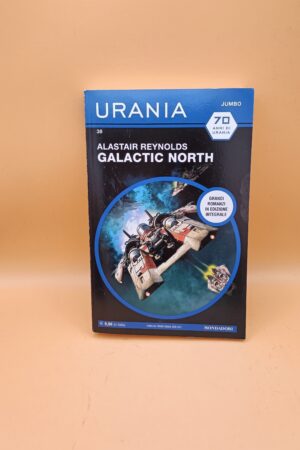 URANIA
JUMBO
38
70
ANNI DI
URANIA
ALASTAIR REYNOLDS
GALACTIC NORTH
GRANDI
ROMANZI
IN EDIZIONE
INTEGRALE
MONDADORI